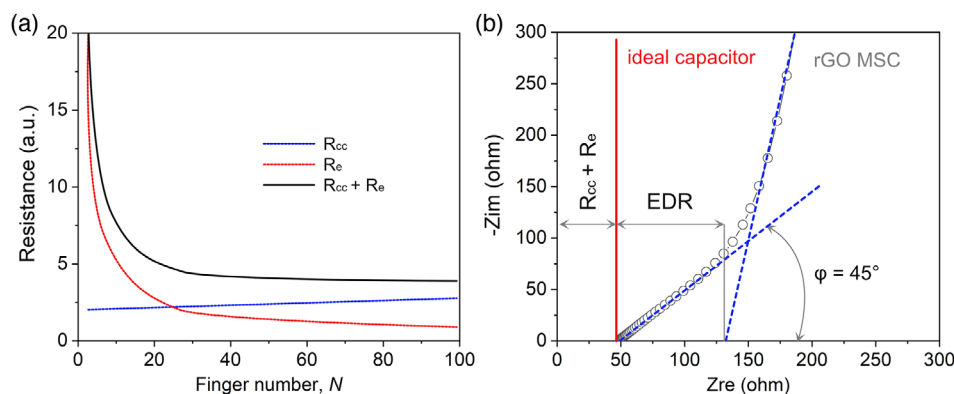 (a)
20
15
10
5
0
Resistance (a.u.)
Rcc
Re
Rcc + Re
0 20 40 60 80 100
Finger number, N
(b)
300
250
200
150
100
50
0
-Zim (ohm)
ideal capacitor
rGO MSC
Rcc + Re
EDR
φ = 45°
0 50 100 150 200 250 300
Zre (ohm)